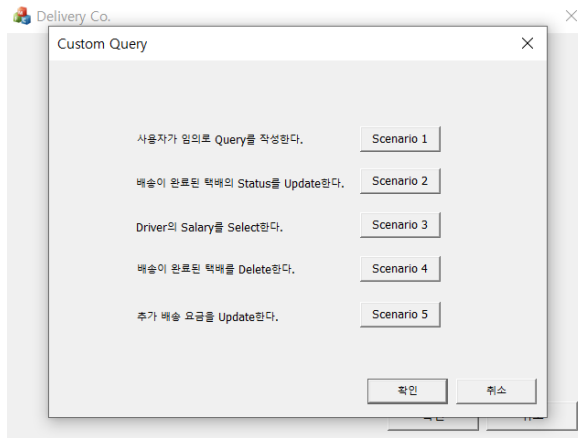 Delivery Co.
Custom Query
사용자가 임의로 Query를 작성한다.
Scenario 1
배송이 완료된 택배의 Status를 Update한다.
Scenario 2
Driver의 Salary를 Select한다.
Scenario 3
배송이 완료된 택배를 Delete한다.
Scenario 4
추가 배송 요금을 Update한다.
Scenario 5
확인
취소